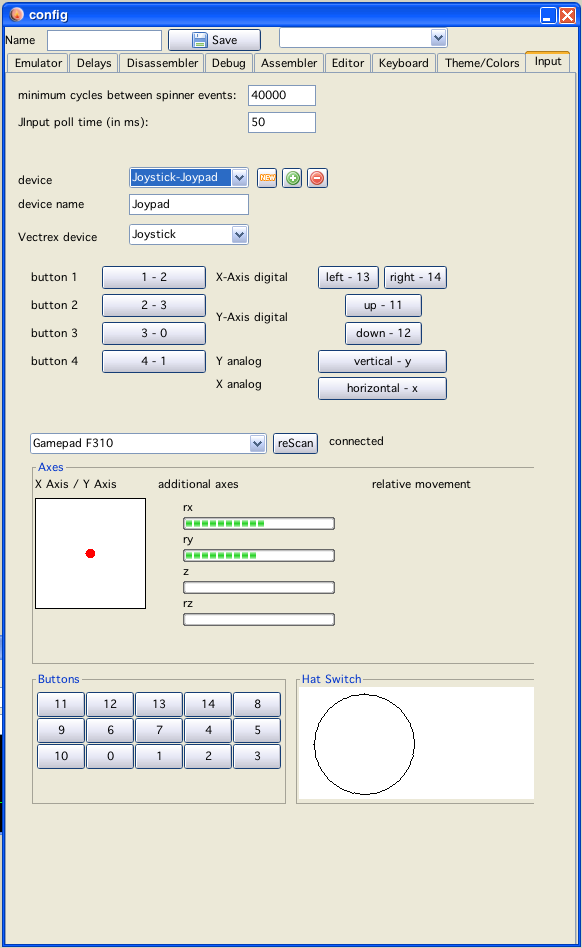 config
Name Save
Emulator Delays Disassembler Debug Assembler Editor Keyboard Theme/Colors Input
minimum cycles between spinner events: 40000
JInput poll time (in ms): 50
device Joystick-Joypad NEW
device name Joypad
Vectrex device Joystick
button 1 1 - 2 X-Axis digital left - 13 right - 14
button 2 2 - 3 up - 11
Y-Axis digital
button 3 3 - 0 down - 12
button 4 4 - 1 Y analog vertical - y
X analog horizontal - x
Gamepad F310 reScan connected
Axes
X Axis / Y Axis additional axes relative movement
rx
ry
z
rz
Buttons Hat Switch
11 12 13 14 8
9 6 7 4 5
10 0 1 2 3